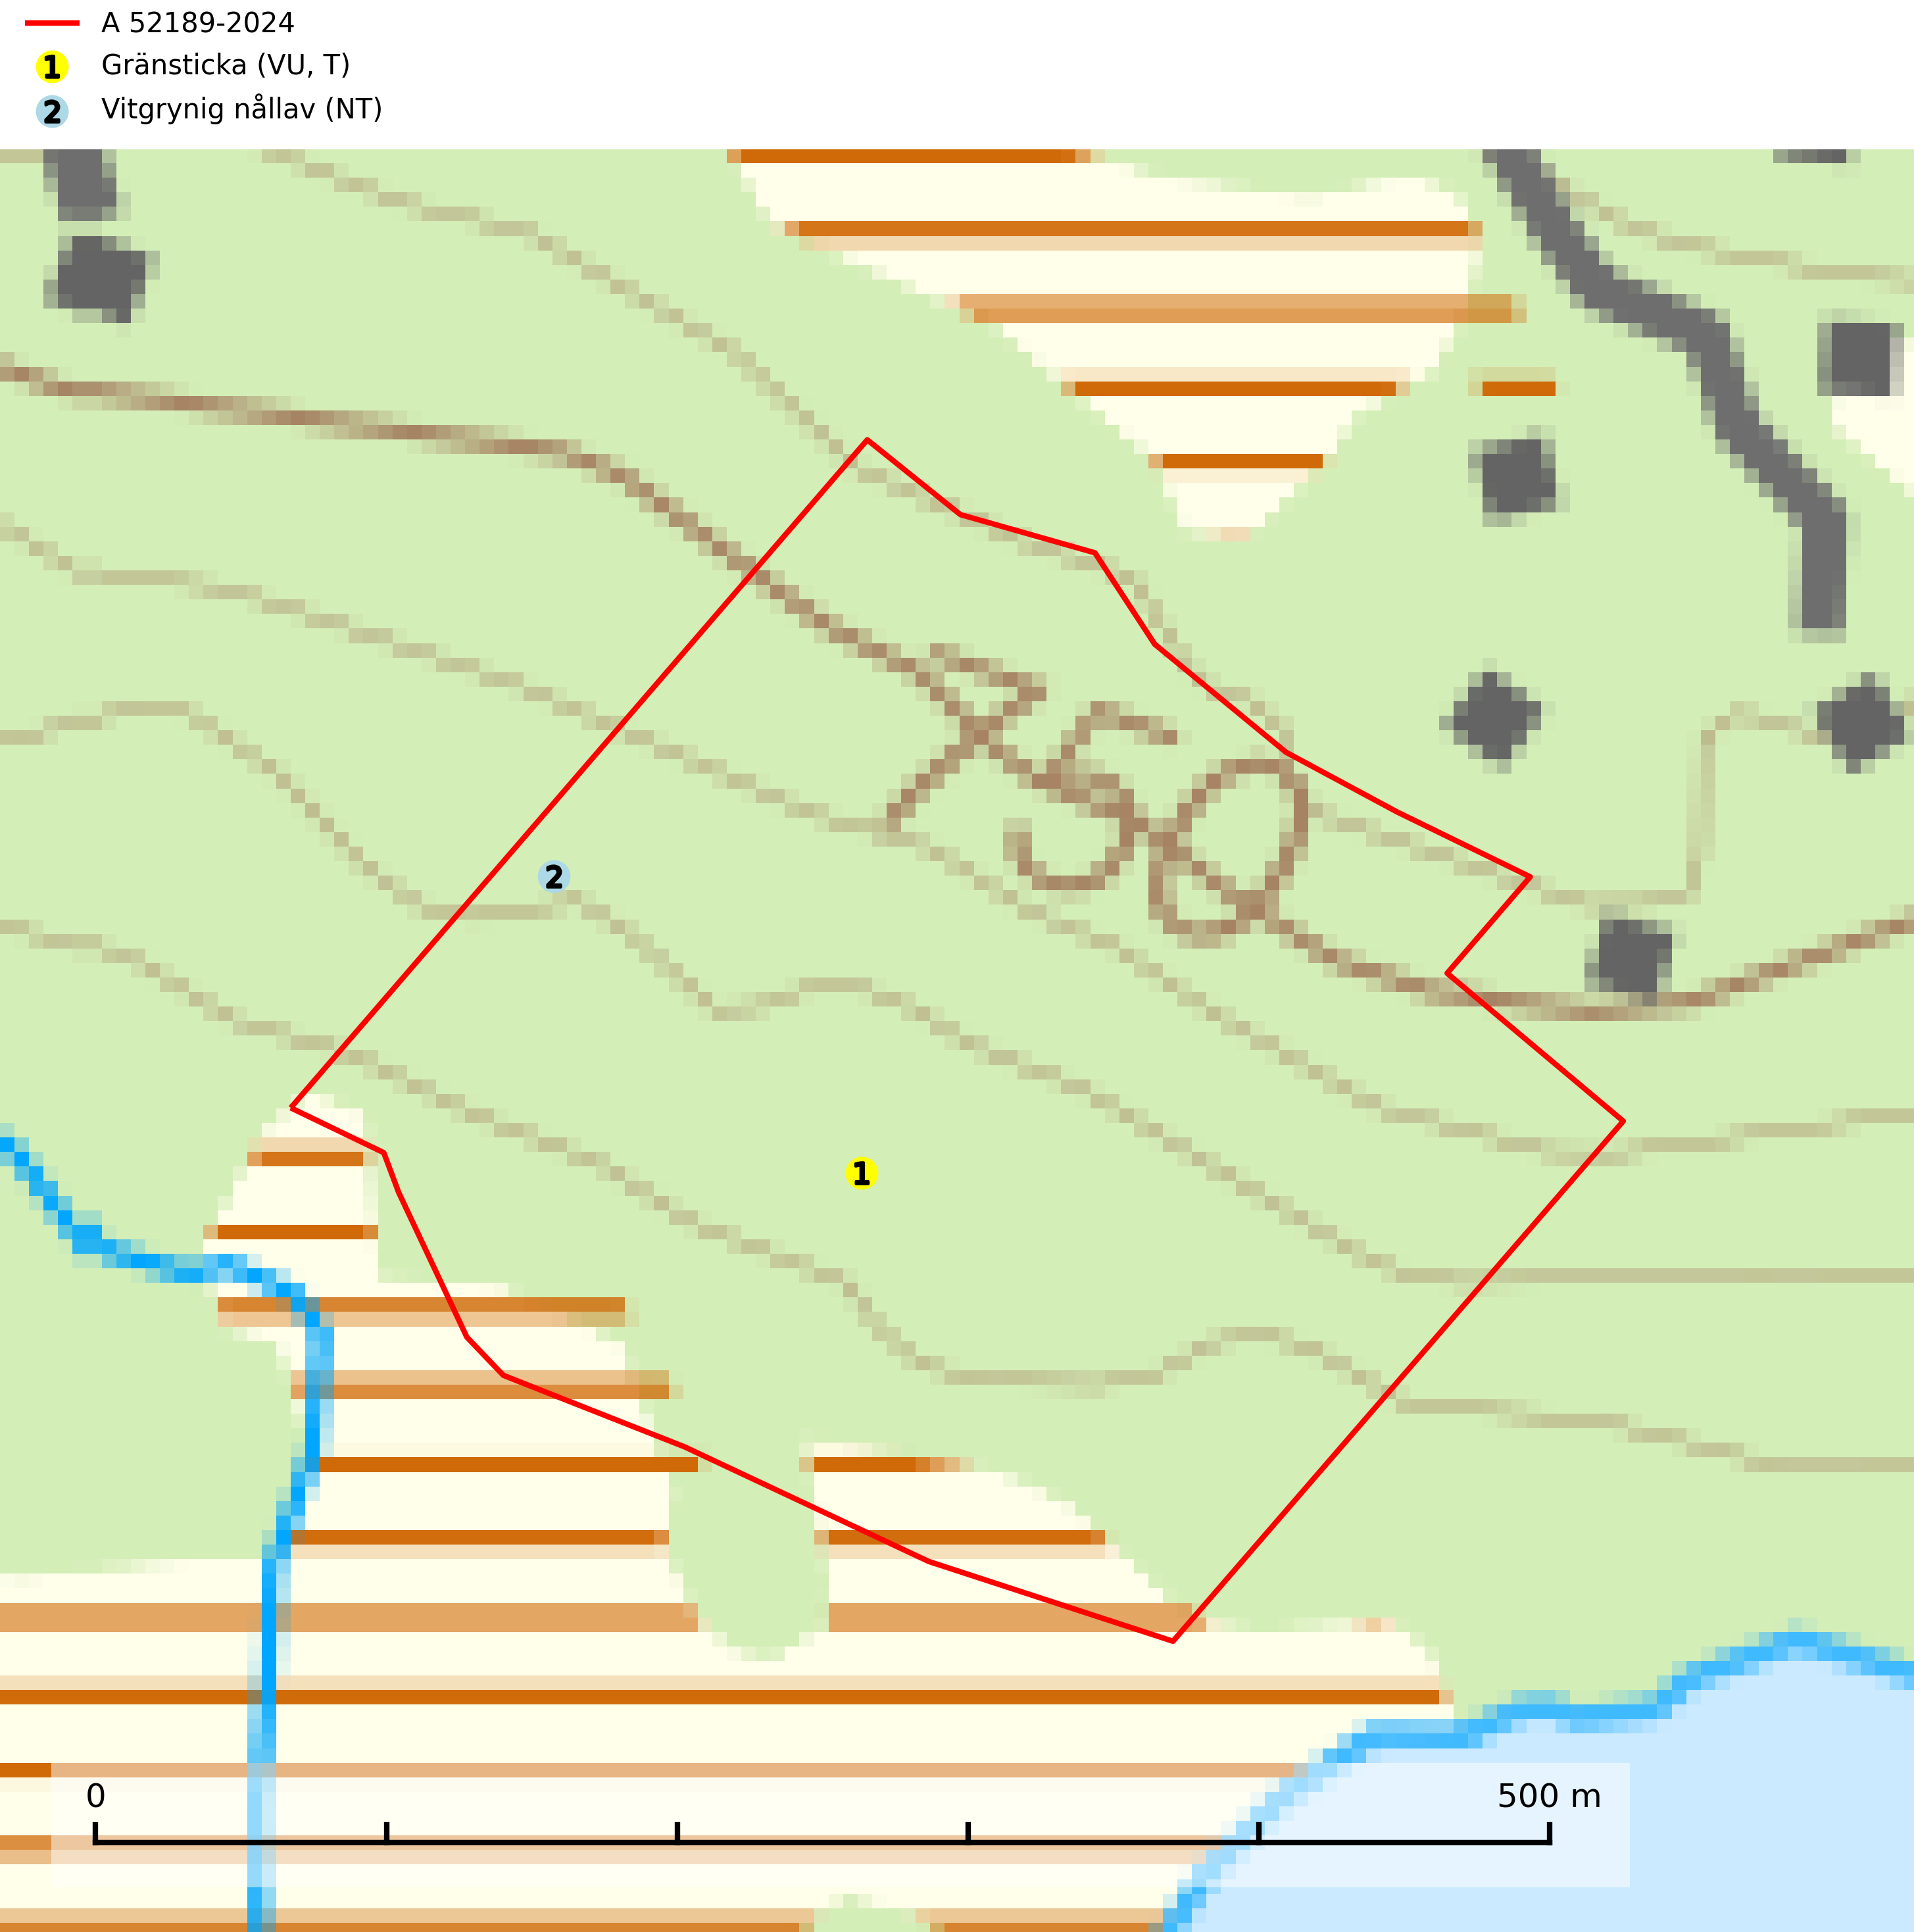 A 52189-2024
1 Gränsticka (VU, T)
2 Vitgrynig nållav (NT)
250
2
1
0 500 m